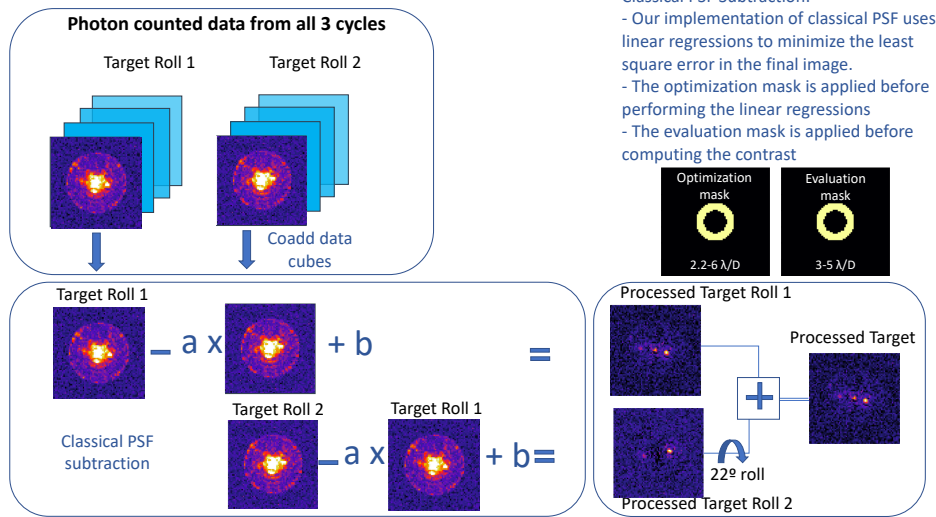 Photon counted data from all 3 cycles
Target Roll 1
Target Roll 2
Coadd data
cubes
Classical PSF Subtraction:
- Our implementation of classical PSF uses
linear regressions to minimize the least
square error in the final image.
- The optimization mask is applied before
performing the linear regressions
- The evaluation mask is applied before
computing the contrast
Optimization
mask
2.2-6 λ/D
Evaluation
mask
3-5 λ/D
Target Roll 1
– a x + b =
Target Roll 2
Target Roll 1
– a x + b =
Classical PSF
subtraction
Processed Target Roll 1
Processed Target
+
22º roll
Processed Target Roll 2